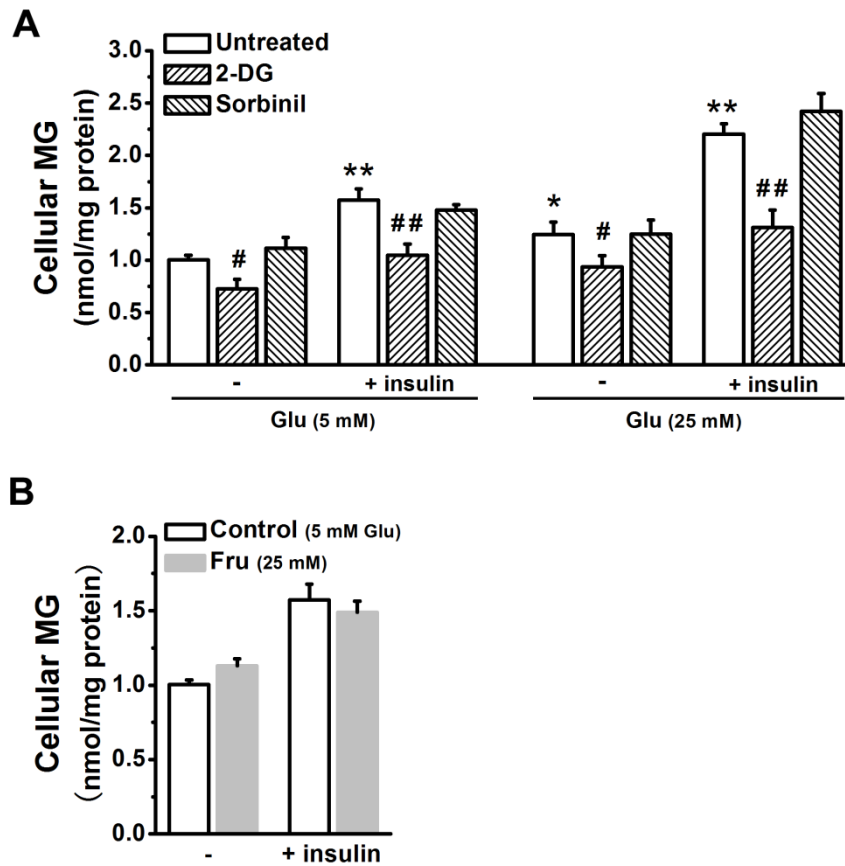 A
Untreated
2-DG
Sorbinil
Cellular MG
(nmol/mg protein)
3.0
2.5
2.0
1.5
1.0
0.5
0.0
#
**
##
*
#
**
##
- + insulin - + insulin
Glu (5 mM) Glu (25 mM)
B
Control (5 mM Glu)
Fru (25 mM)
Cellular MG
(nmol/mg protein)
2.0
1.5
1.0
0.5
0.0
- + insulin